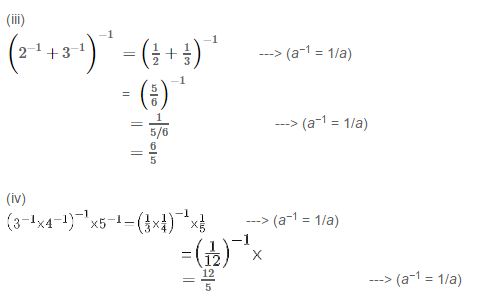 (iii)
(2⁻¹ + 3⁻¹)⁻¹ = (1/2 + 1/3)⁻¹ ---> (a⁻¹ = 1/a)
= (5/6)⁻¹
= 1/(5/6) ---> (a⁻¹ = 1/a)
= 6/5
(iv)
(3⁻¹×4⁻¹)⁻¹×5⁻¹=(1/3×1/4)⁻¹×1/5 ---> (a⁻¹ = 1/a)
= (1/12)⁻¹ ×
= 12/5 ---> (a⁻¹ = 1/a)